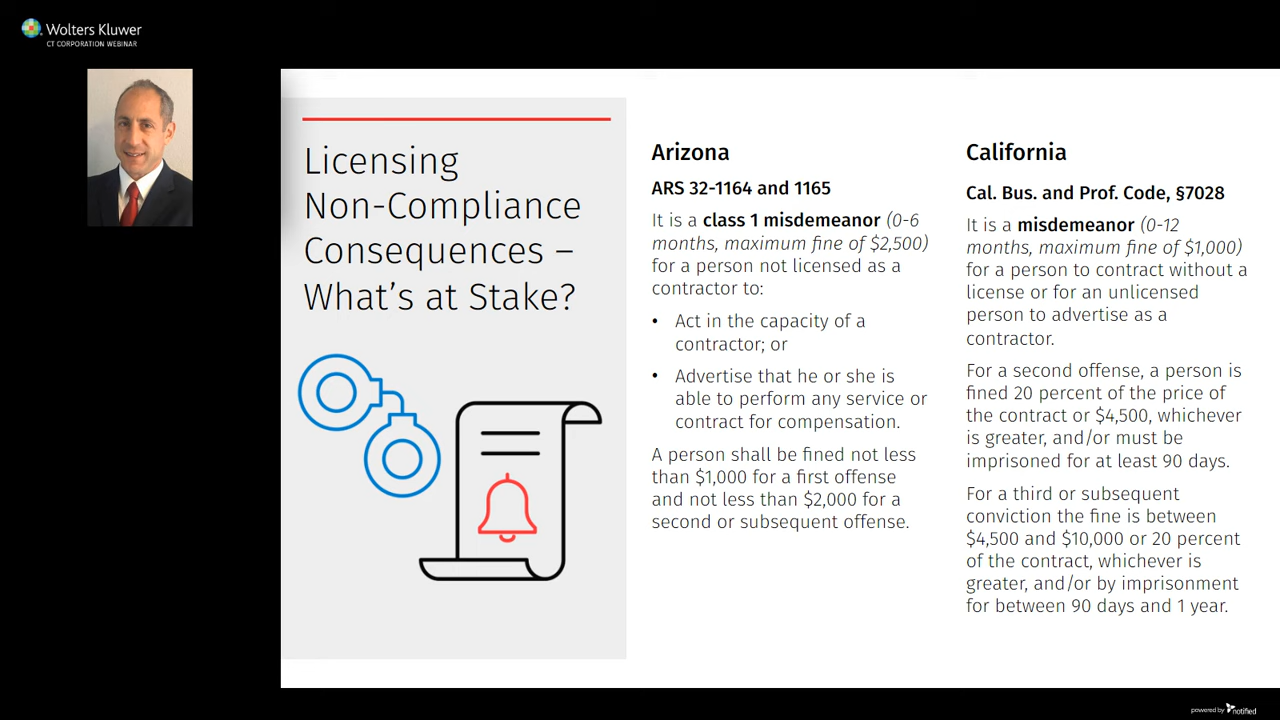 Wolters Kluwer
CT CORPORATION WEBINAR
Licensing
Non-Compliance
Consequences –
What's at Stake?
Arizona
ARS 32-1164 and 1165
It is a class 1 misdemeanor (0-6
months, maximum fine of $2,500)
for a person not licensed as a
contractor to:
• Act in the capacity of a
contractor; or
• Advertise that he or she is
able to perform any service or
contract for compensation.
A person shall be fined not less
than $1,000 for a first offense
and not less than $2,000 for a
second or subsequent offense.
California
Cal. Bus. and Prof. Code, §7028
It is a misdemeanor (0-12
months, maximum fine of $1,000)
for a person to contract without a
license or for an unlicensed
person to advertise as a
contractor.
For a second offense, a person is
fined 20 percent of the price of
the contract or $4,500, whichever
is greater, and/or must be
imprisoned for at least 90 days.
For a third or subsequent
conviction the fine is between
$4,500 and $10,000 or 20 percent
of the contract, whichever is
greater, and/or by imprisonment
for between 90 days and 1 year.
powered by notified